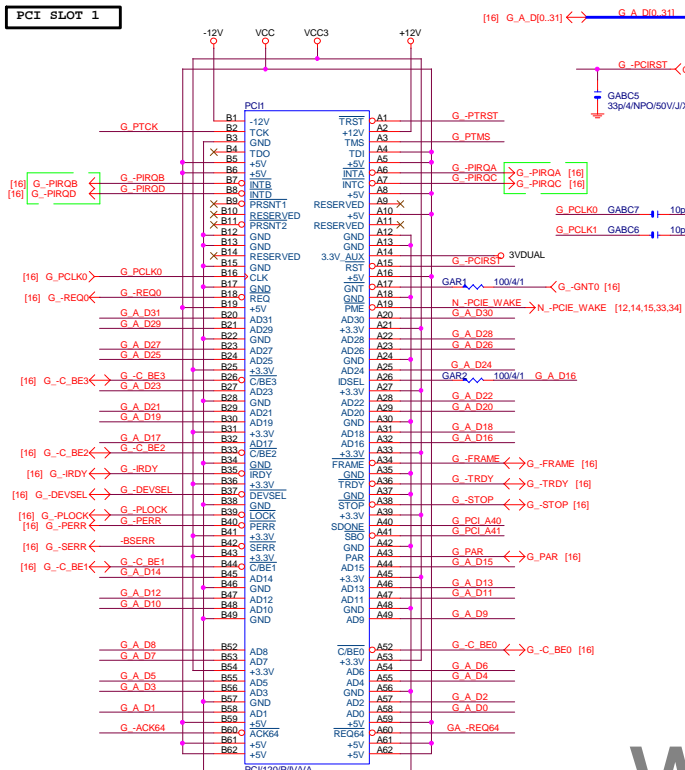 PCI SLOT 1
-12V VCC VCC3 +12V
[16] G_A_D[0..31] G_A_D[0..31]
G_-PCIRST
GABC5
33p/4/NPO/50V/J/X
PCI1
B1 -12V TRST A1 G_-PTRST
G_PTCK B2 TCK +12V A2
B3 GND TMS A3 G_PTMS
B4 TDO TDI A4
B5 +5V +5V A5
B6 +5V INTA A6 G_-PIRQA G_-PIRQA [16]
[16] G_-PIRQB G_-PIRQB B7 INTB INTC A7 G_-PIRQC G_-PIRQC [16]
[16] G_-PIRQD G_-PIRQD B8 INTD +5V A8
B9 PRSNT1 RESERVED A9
B10 RESERVED +5V A10
B11 PRSNT2 RESERVED A11
B12 GND GND A12
B13 GND GND A13
B14 RESERVED 3.3V_AUX A14 3VDUAL
B15 GND RST A15 G_-PCIRST
[16] G_PCLK0 G_PCLK0 B16 CLK +5V A16
B17 GND GNT A17 GAR1 100/4/1 G_-GNT0 [16]
[16] G_-REQ0 G_-REQ0 B18 REQ GND A18
B19 +5V PME A19 N_-PCIE_WAKE N_-PCIE_WAKE [12,14,15,33,34]
G_A_D31 B20 AD31 AD30 A20 G_A_D30
G_A_D29 B21 AD29 +3.3V A21
B22 GND AD28 A22 G_A_D28
G_A_D27 B23 AD27 AD26 A23 G_A_D26
G_A_D25 B24 AD25 GND A24
B25 +3.3V AD24 A25 G_A_D24
[16] G_-C_BE3 G_-C_BE3 B26 C/BE3 IDSEL A26 GAR2 100/4/1 G_A_D16
G_A_D23 B27 AD23 +3.3V A27
B28 GND AD22 A28 G_A_D22
G_A_D21 B29 AD21 AD20 A29 G_A_D20
G_A_D19 B30 AD19 GND A30
B31 +3.3V AD18 A31 G_A_D18
G_A_D17 B32 AD17 AD16 A32 G_A_D16
[16] G_-C_BE2 G_-C_BE2 B33 C/BE2 +3.3V A33
B34 GND FRAME A34 G_-FRAME G_-FRAME [16]
[16] G_-IRDY G_-IRDY B35 IRDY GND A35
B36 +3.3V TRDY A36 G_-TRDY G_-TRDY [16]
[16] G_-DEVSEL G_-DEVSEL B37 DEVSEL GND A37
B38 GND STOP A38 G_-STOP G_-STOP [16]
[16] G_-PLOCK G_-PLOCK B39 LOCK +3.3V A39
[16] G_-PERR G_-PERR B40 PERR SDONE A40 G_PCI_A40
B41 +3.3V SBO A41 G_PCI_A41
[16] G_-SERR -BSERR B42 SERR GND A42
B43 +3.3V PAR A43 G_PAR G_PAR [16]
[16] G_-C_BE1 G_-C_BE1 B44 C/BE1 AD15 A44 G_A_D15
G_A_D14 B45 AD14 +3.3V A45
B46 GND AD13 A46 G_A_D13
G_A_D12 B47 AD12 AD11 A47 G_A_D11
G_A_D10 B48 AD10 GND A48
B49 GND AD9 A49 G_A_D9
G_A_D8 B52 AD8 C/BE0 A52 G_-C_BE0 G_-C_BE0 [16]
G_A_D7 B53 AD7 +3.3V A53
B54 +3.3V AD6 A54 G_A_D6
G_A_D5 B55 AD5 AD4 A55 G_A_D4
G_A_D3 B56 AD3 GND A56
B57 GND AD2 A57 G_A_D2
G_A_D1 B58 AD1 AD0 A58 G_A_D0
B59 +5V +5V A59
G_-ACK64 B60 ACK64 REQ64 A60 GA_-REQ64
B61 +5V +5V A61
B62 +5V +5V A62
G_PCLK0 GABC7 10p
G_PCLK1 GABC6 10p